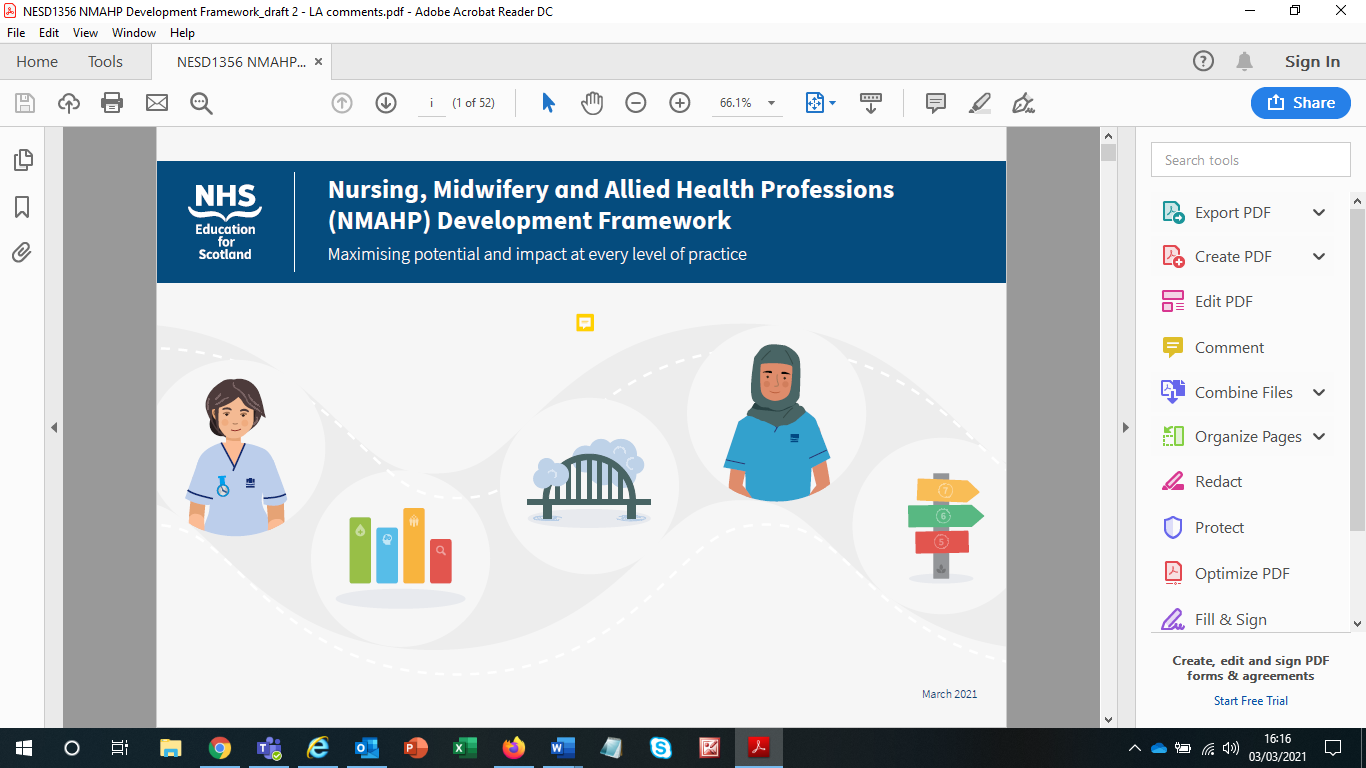 NESD1356 NMAHP Development Framework_draft 2 - LA comments.pdf - Adobe Acrobat Reader DC
File Edit View Window Help
Home Tools NESD1356 NMAHP... × Sign In
i (1 of 52) 66.1% Share
Search tools
Export PDF
Create PDF
Edit PDF
Comment
Combine Files
Organize Pages
Redact
Protect
Optimize PDF
Fill & Sign
Create, edit and sign PDF
forms & agreements
Start Free Trial
NHS
Education
for
Scotland
Nursing, Midwifery and Allied Health Professions
(NMAHP) Development Framework
Maximising potential and impact at every level of practice
7
6
5
March 2021
16:16
03/03/2021